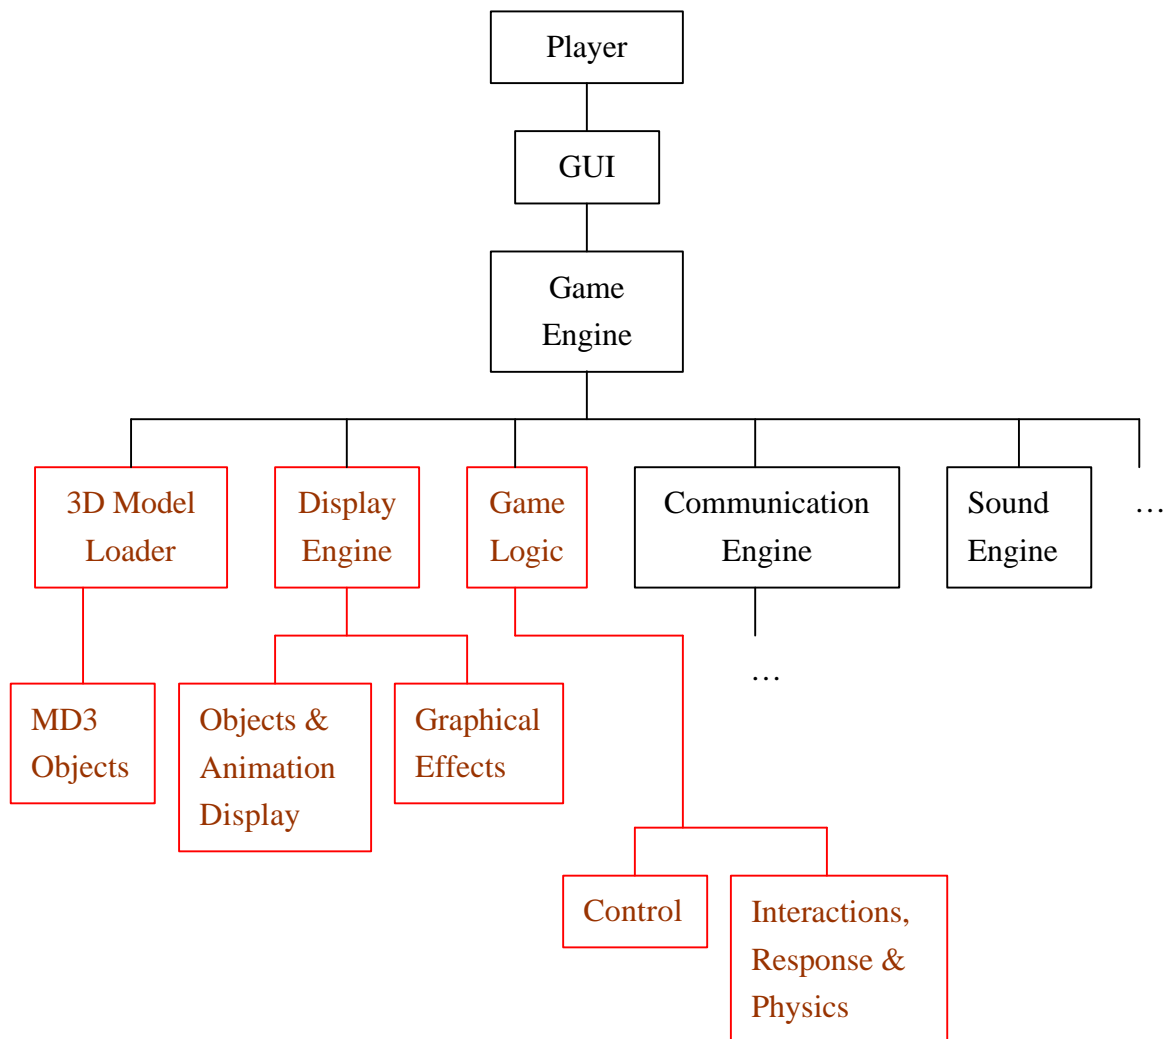 Player
GUI
Game
Engine
3D Model
Loader
Display
Engine
Game
Logic
Communication
Engine
Sound
Engine
…
…
MD3
Objects
Objects &
Animation
Display
Graphical
Effects
Control
Interactions,
Response &
Physics